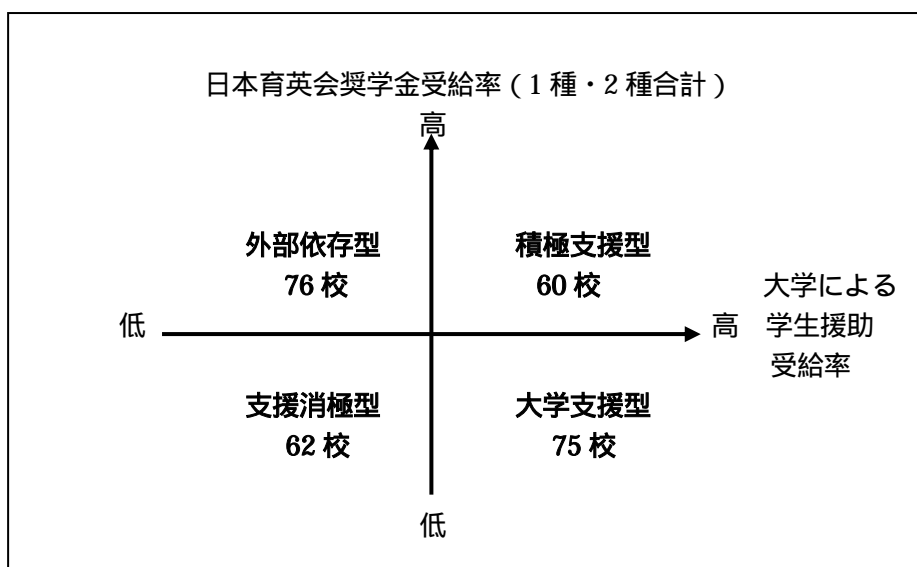 日本育英会奨学金受給率（1種・2種合計）
高
外部依存型
76校
積極支援型
60校
低
高
大学による
学生援助
受給率
支援消極型
62校
大学支援型
75校
低